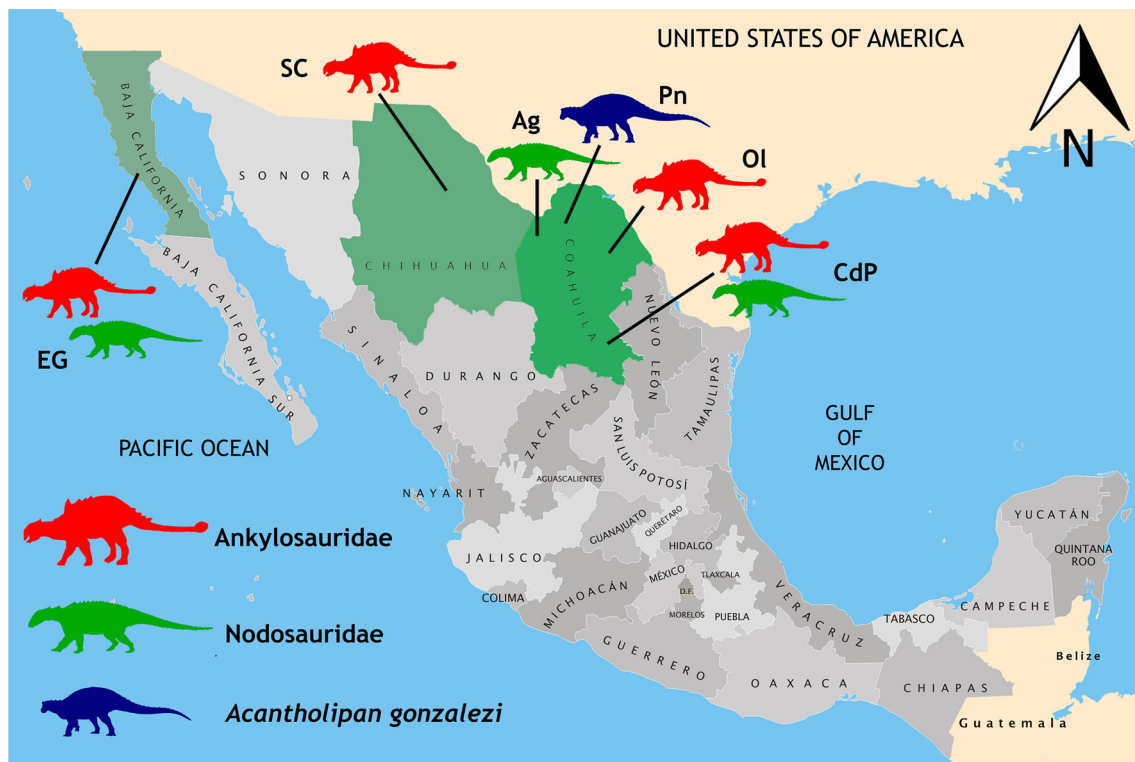 UNITED STATES OF AMERICA
SC
Pn
Ag
Ol
CdP
EG
N
BAJA CALIFORNIA
SONORA
CHIHUAHUA
COAHUILA
BAJA CALIFORNIA SUR
SINALOA
DURANGO
NUEVO LEÓN
TAMAULIPAS
ZACATECAS
SAN LUIS POTOSÍ
PACIFIC OCEAN
GULF
OF
MEXICO
NAYARIT
AGUASCALIENTES
JALISCO
GUANAJUATO
QUERÉTARO
HIDALGO
COLIMA
MICHOACÁN
MÉXICO
TLAXCALA
D.F.
MORELOS
PUEBLA
VERACRUZ
GUERRERO
OAXACA
TABASCO
CHIAPAS
CAMPECHE
YUCATÁN
QUINTANA
ROO
Belize
Guatemala
Ankylosauridae
Nodosauridae
Acantholipan gonzalezi